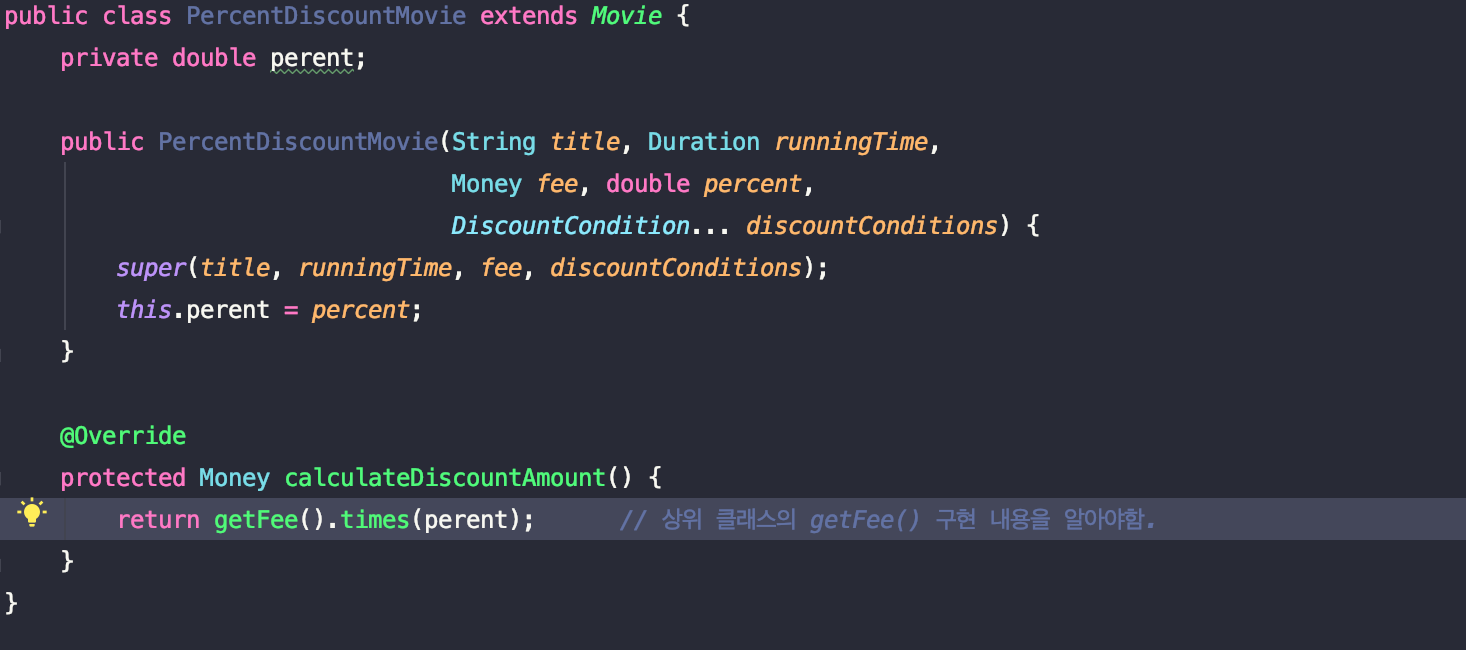 public class PercentDiscountMovie extends Movie {
private double perent;
public PercentDiscountMovie(String title, Duration runningTime,
Money fee, double percent,
DiscountCondition... discountConditions) {
super(title, runningTime, fee, discountConditions);
this.perent = percent;
}
@Override
protected Money calculateDiscountAmount() {
return getFee().times(perent); // 상위 클래스의 getFee() 구현 내용을 알아야함.
}
}